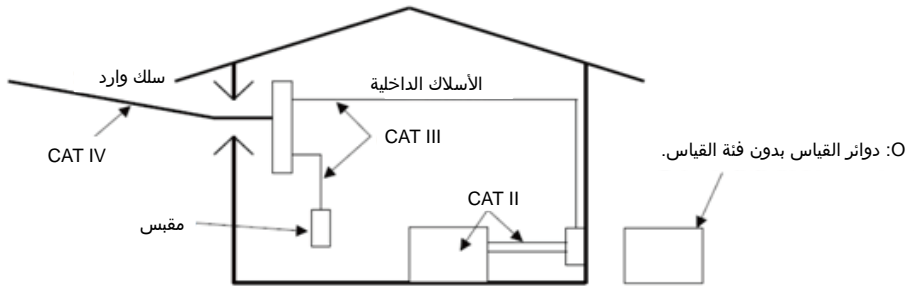 سلك وارد
الأسلاك الداخلية
CAT IV
CAT III
O: دوائر القياس بدون فئة القياس.
CAT II
مقبس